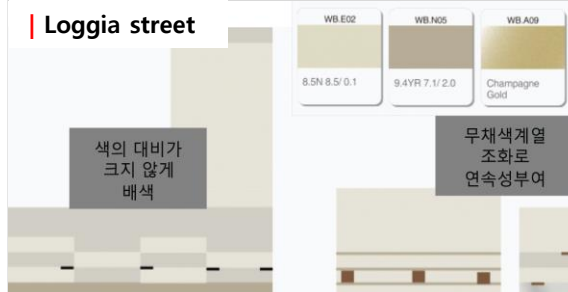 | Loggia street
WB.E02
WB.N05
WB.A09
8.5N 8.5/ 0.1
9.4YR 7.1/ 2.0
Champagne
Gold
색의 대비가
크지 않게
배색
무채색계열
조화로
연속성부여